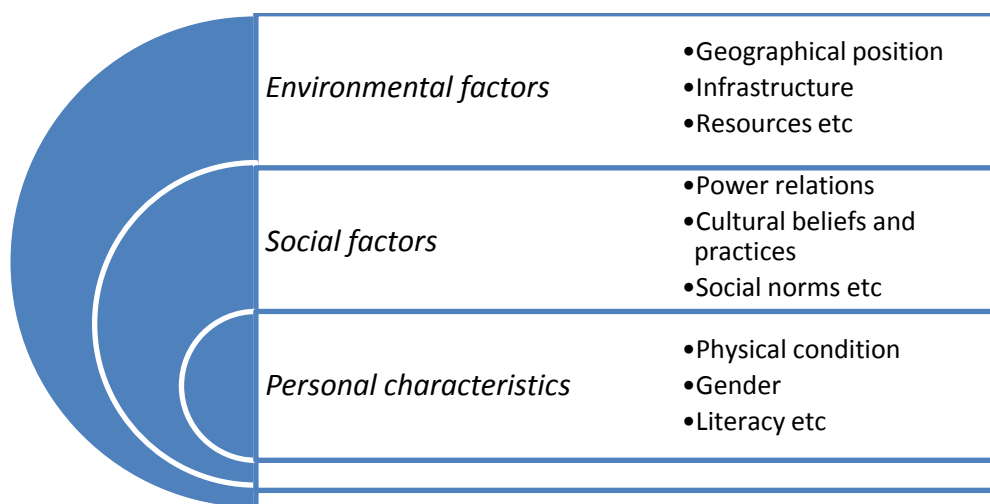 Environmental factors
•Geographical position
•Infrastructure
•Resources etc
Social factors
•Power relations
•Cultural beliefs and
practices
•Social norms etc
Personal characteristics
•Physical condition
•Gender
•Literacy etc